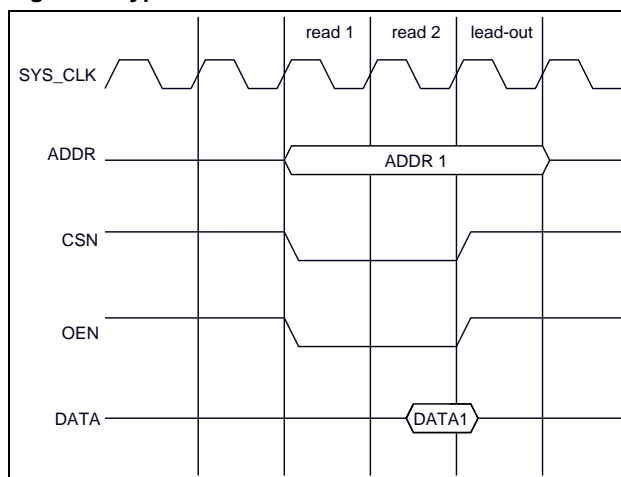 read 1 read 2 lead-out
SYS_CLK
ADDR
ADDR 1
CSN
OEN
DATA
DATA1